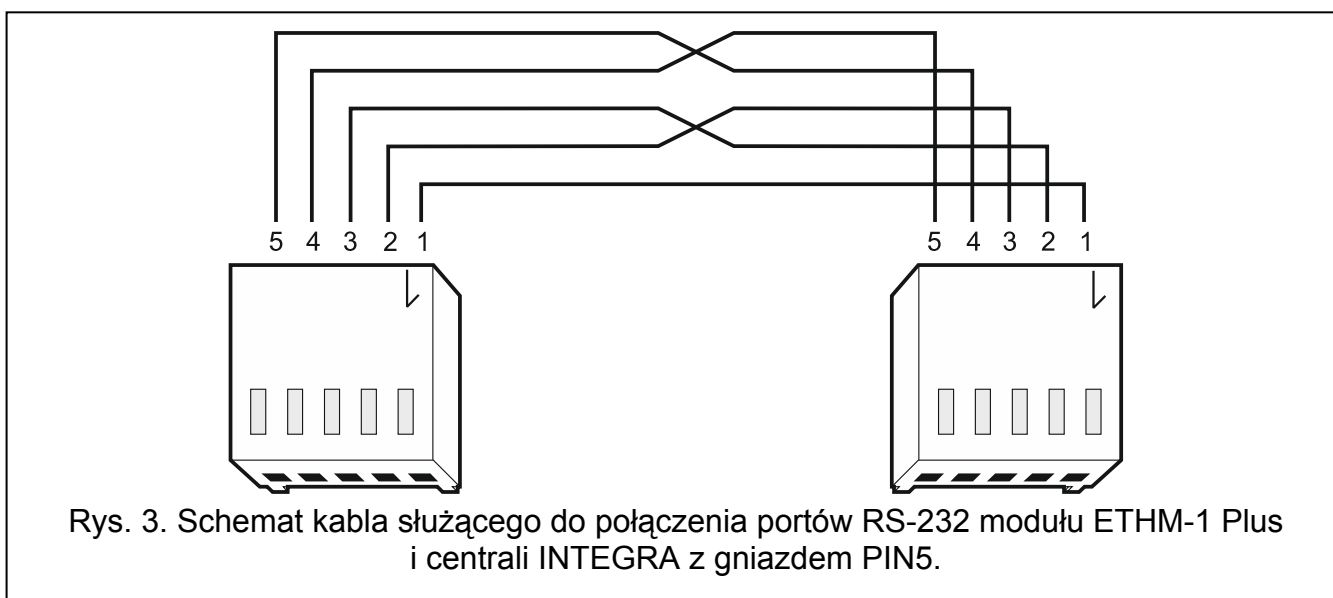 5 4 3 2 1 5 4 3 2 1
Rys. 3. Schemat kabla służącego do połączenia portów RS-232 modułu ETHM-1 Plus
i centrali INTEGRA z gniazdem PIN5.